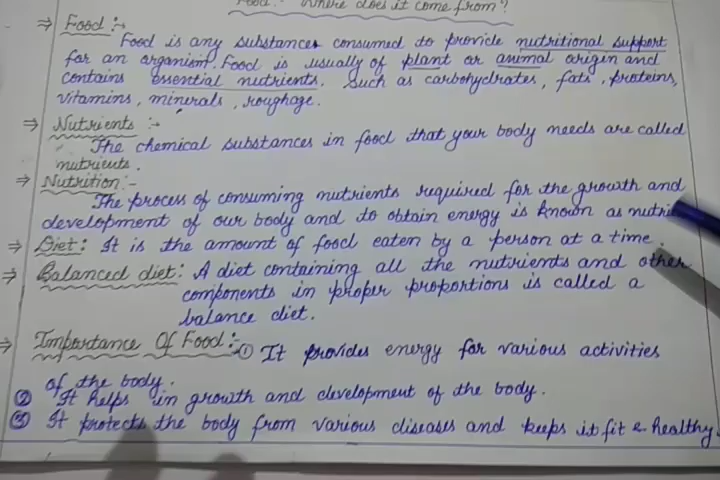 Food: Where does it come from?
⇒ Food :-
Food is any substances consumed to provide nutritional support
for an organism. Food is usually of plant or animal origin and
contains essential nutrients. Such as carbohydrates, fats, proteins,
vitamins, minerals, roughage.
⇒ Nutrients :-
The chemical substances in food that your body needs are called
nutrients.
⇒ Nutrition :-
The process of consuming nutrients required for the growth and
development of our body and to obtain energy is known as
⇒ Diet: It is the amount of food eaten by a person at a time.
⇒ Balanced diet: A diet containing all the nutrients and other
components in proper proportions is called a
balance diet.
⇒ Importance Of Food:- ① It provides energy for various activities
of the body.
② It helps in growth and development of the body.
③ It protects the body from various diseases and keeps it fit & healthy.